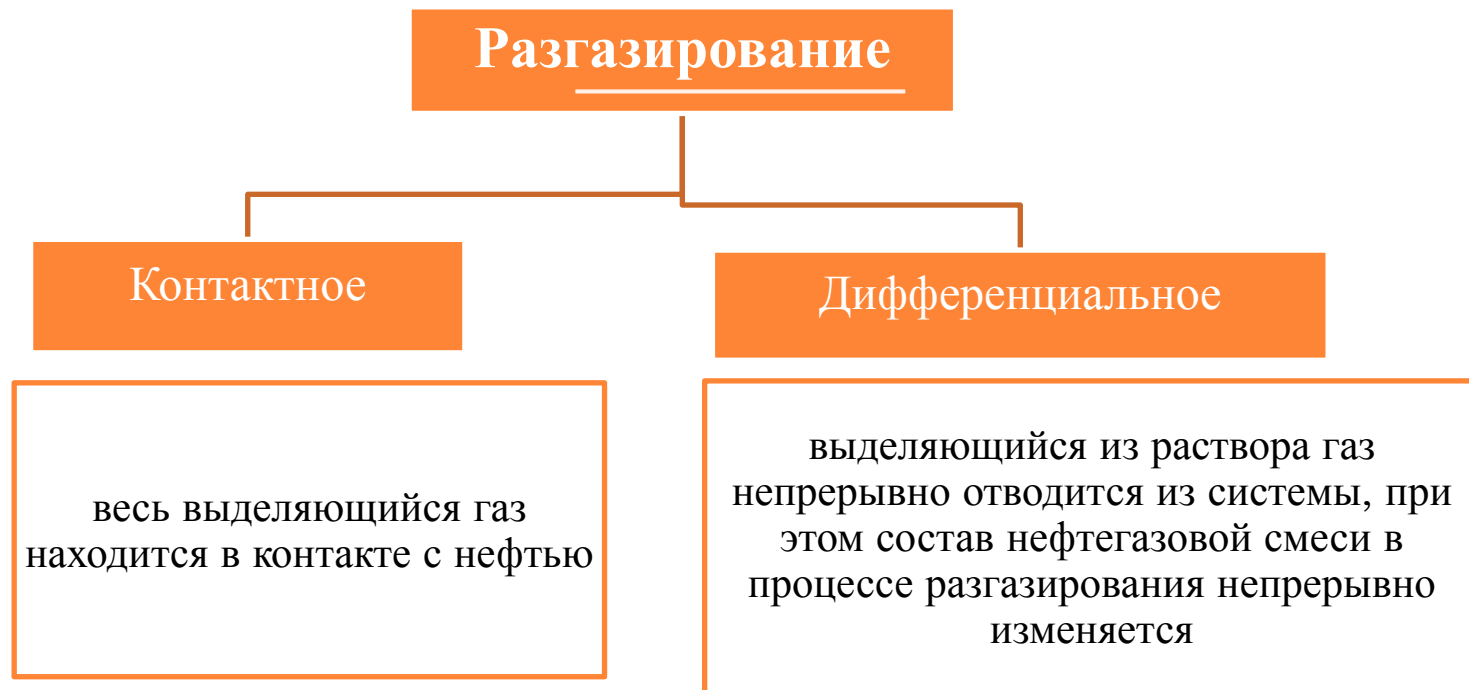 Разгазирование
Контактное
Дифференциальное
весь выделяющийся газ
находится в контакте с нефтью
выделяющийся из раствора газ
непрерывно отводится из системы, при
этом состав нефтегазовой смеси в
процессе разгазирования непрерывно
изменяется